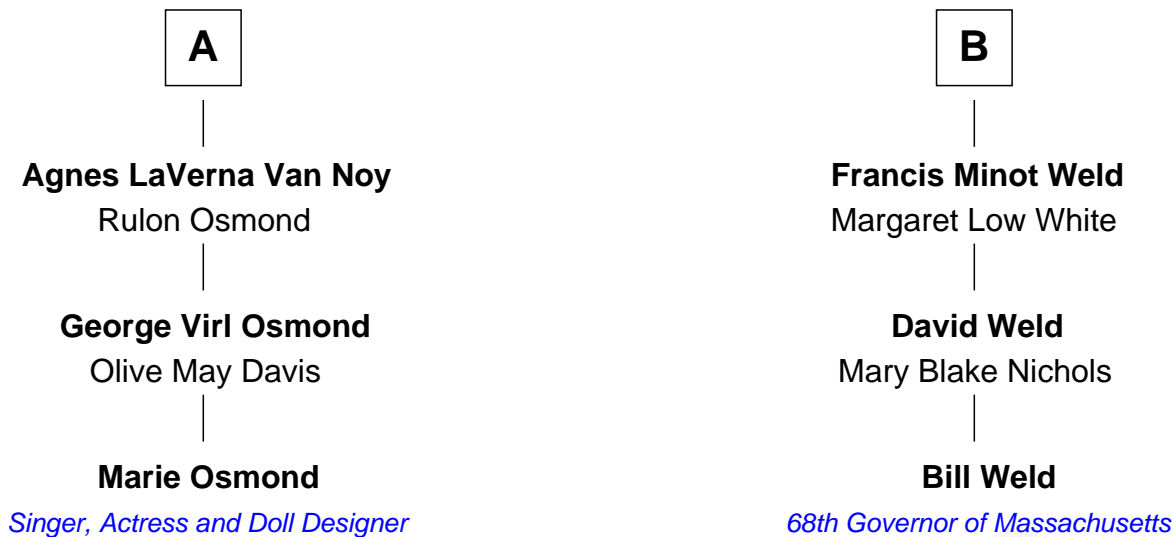 A
Agnes LaVerna Van Noy
Rulon Osmond
George Virl Osmond
Olive May Davis
Marie Osmond
Singer, Actress and Doll Designer
B
Francis Minot Weld
Margaret Low White
David Weld
Mary Blake Nichols
Bill Weld
68th Governor of Massachusetts